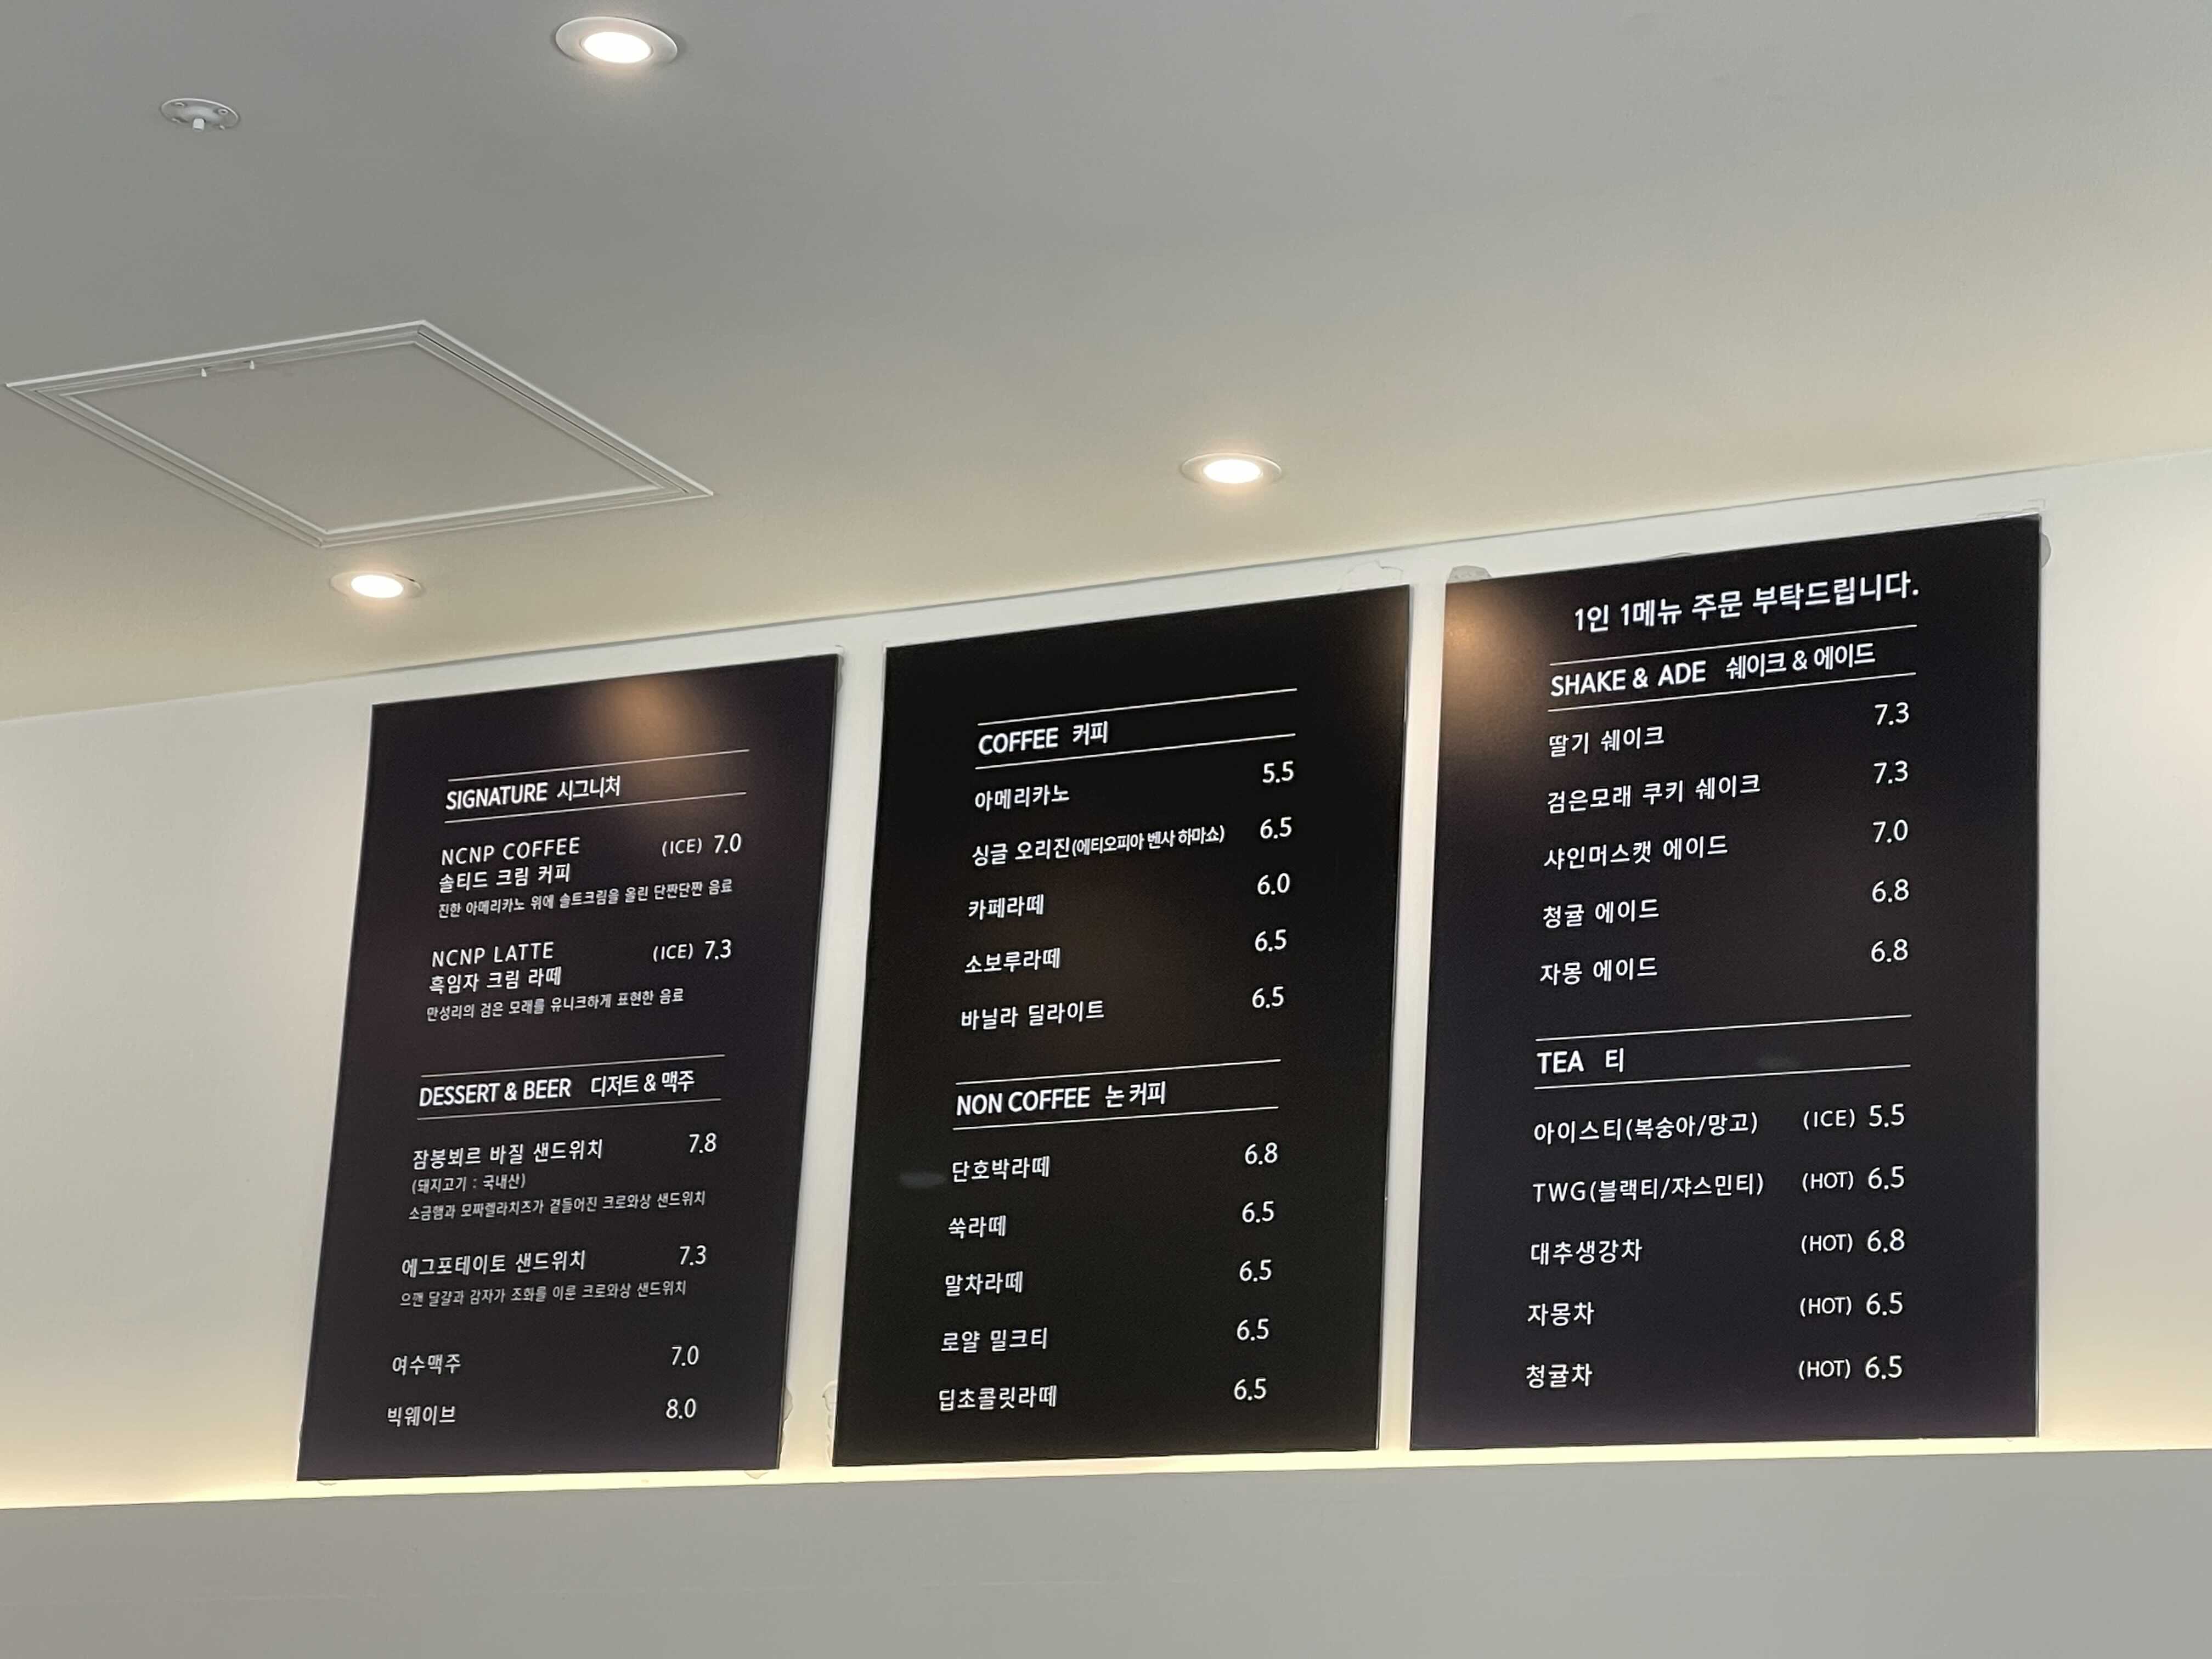 SIGNATURE 시그니처
NCNP COFFEE (ICE) 7.0
솔티드 크림 커피
진한 아메리카노 위에 솔트크림을 올린 단짠단짠 음료
NCNP LATTE (ICE) 7.3
흑임자 크림 라떼
만성리의 검은 모래를 유니크하게 표현한 음료
DESSERT & BEER 디저트 & 맥주
잠봉뵈르 바질 샌드위치 7.8
(돼지고기 : 국내산)
소금햄과 모짜렐라치즈가 곁들어진 크로와상 샌드위치
에그포테이토 샌드위치 7.3
으깬 달걀과 감자가 조화를 이룬 크로와상 샌드위치
여수맥주 7.0
빅웨이브 8.0
COFFEE 커피
아메리카노 5.5
싱글 오리진(에티오피아 벤사 하마쇼) 6.5
카페라떼 6.0
소보루라떼 6.5
바닐라 딜라이트 6.5
NON COFFEE 논 커피
단호박라떼 6.8
쑥라떼 6.5
말차라떼 6.5
로얄 밀크티 6.5
딥초콜릿라떼 6.5
1인 1메뉴 주문 부탁드립니다.
SHAKE & ADE 쉐이크 & 에이드
딸기 쉐이크 7.3
검은모래 쿠키 쉐이크 7.3
샤인머스캣 에이드 7.0
청귤 에이드 6.8
자몽 에이드 6.8
TEA 티
아이스티(복숭아/망고) (ICE) 5.5
TWG(블랙티/쟈스민티) (HOT) 6.5
대추생강차 (HOT) 6.8
자몽차 (HOT) 6.5
청귤차 (HOT) 6.5